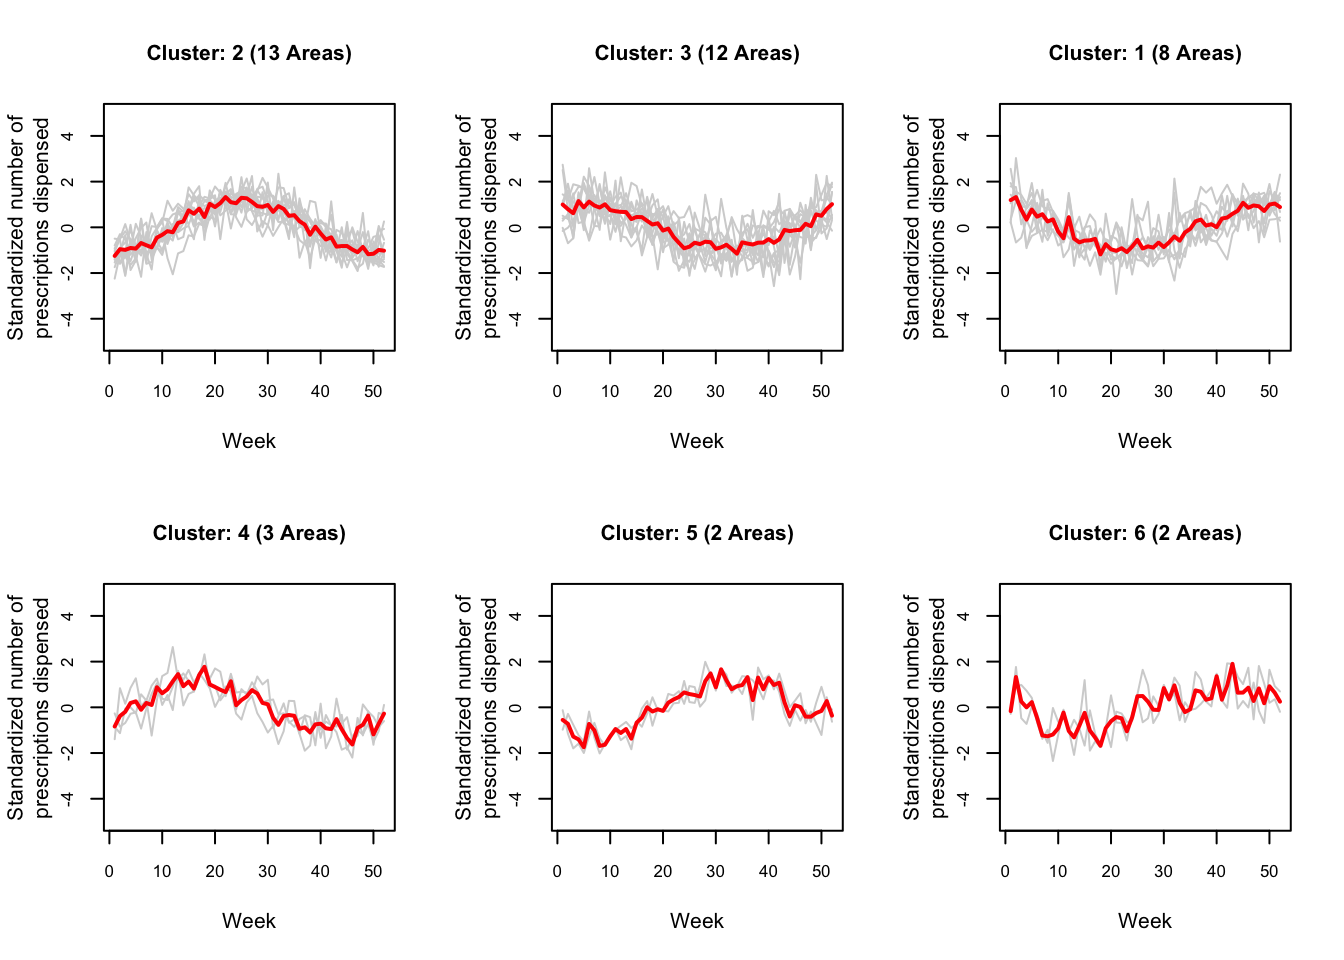 Cluster: 2 (13 Areas)
Standardized number of
prescriptions dispensed
4
2
0
-2
-4
0 10 20 30 40 50
Week
Cluster: 3 (12 Areas)
Standardized number of
prescriptions dispensed
4
2
0
-2
-4
0 10 20 30 40 50
Week
Cluster: 1 (8 Areas)
Standardized number of
prescriptions dispensed
4
2
0
-2
-4
0 10 20 30 40 50
Week
Cluster: 4 (3 Areas)
Standardized number of
prescriptions dispensed
4
2
0
-2
-4
0 10 20 30 40 50
Week
Cluster: 5 (2 Areas)
Standardized number of
prescriptions dispensed
4
2
0
-2
-4
0 10 20 30 40 50
Week
Cluster: 6 (2 Areas)
Standardized number of
prescriptions dispensed
4
2
0
-2
-4
0 10 20 30 40 50
Week